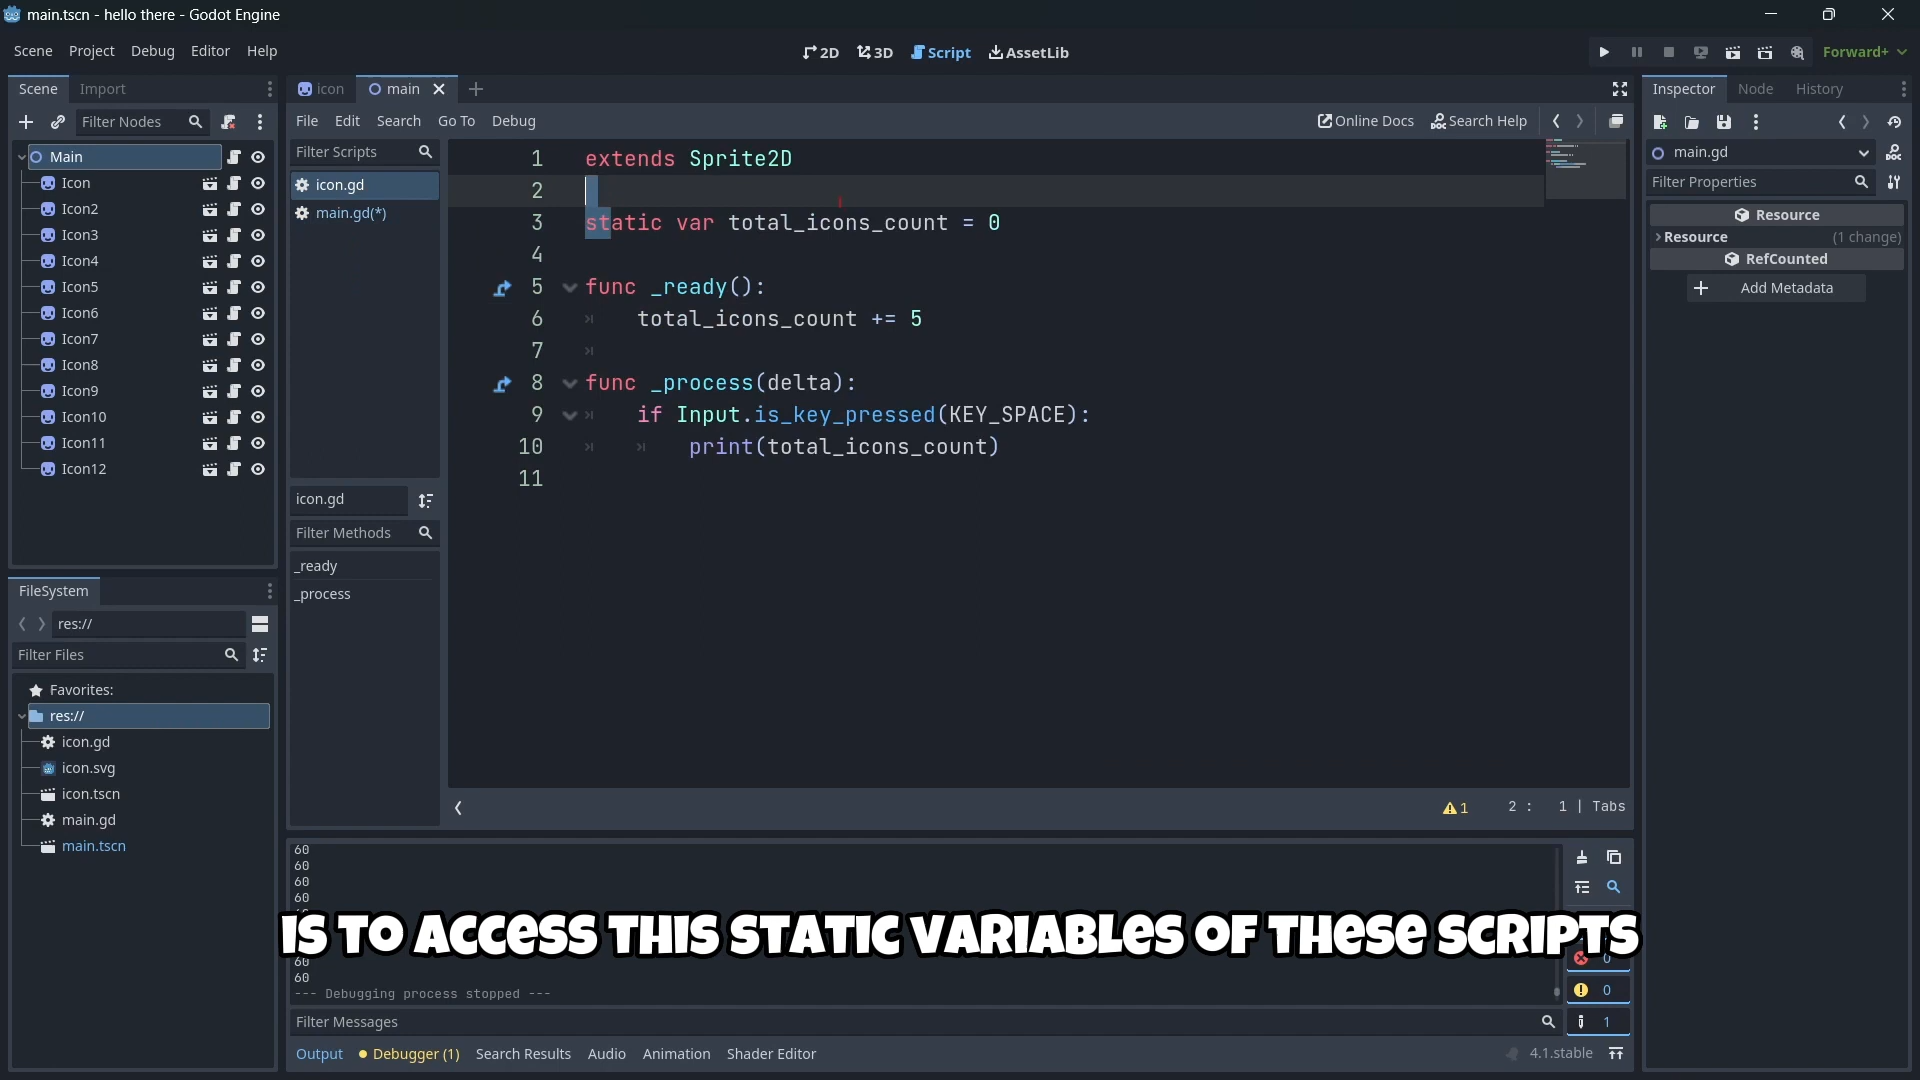 main.tscn - hello there - Godot Engine
Scene Project Debug Editor Help
2D 3D Script AssetLib
Forward+
Scene Import
Filter Nodes
Main
Icon
Icon2
Icon3
Icon4
Icon5
Icon6
Icon7
Icon8
Icon9
Icon10
Icon11
Icon12
FileSystem
res://
Filter Files
Favorites:
res://
icon.gd
icon.svg
icon.tscn
main.gd
main.tscn
icon main
File Edit Search Go To Debug
Online Docs Search Help
Filter Scripts
icon.gd
main.gd(*)
icon.gd
Filter Methods
_ready
_process
1 extends Sprite2D
2
3 static var total_icons_count = 0
4
5 func _ready():
6 total_icons_count += 5
7
8 func _process(delta):
9 if Input.is_key_pressed(KEY_SPACE):
10 print(total_icons_count)
11
1 2 : 1 | Tabs
60
60
60
60
IS TO ACCESS THIS STATIC VARIABLES OF THESE SCRIPTS
60
60
--- Debugging process stopped ---
0
0
1
Filter Messages
Output Debugger (1) Search Results Audio Animation Shader Editor
4.1.stable
Inspector Node History
main.gd
Filter Properties
Resource
Resource (1 change)
RefCounted
Add Metadata